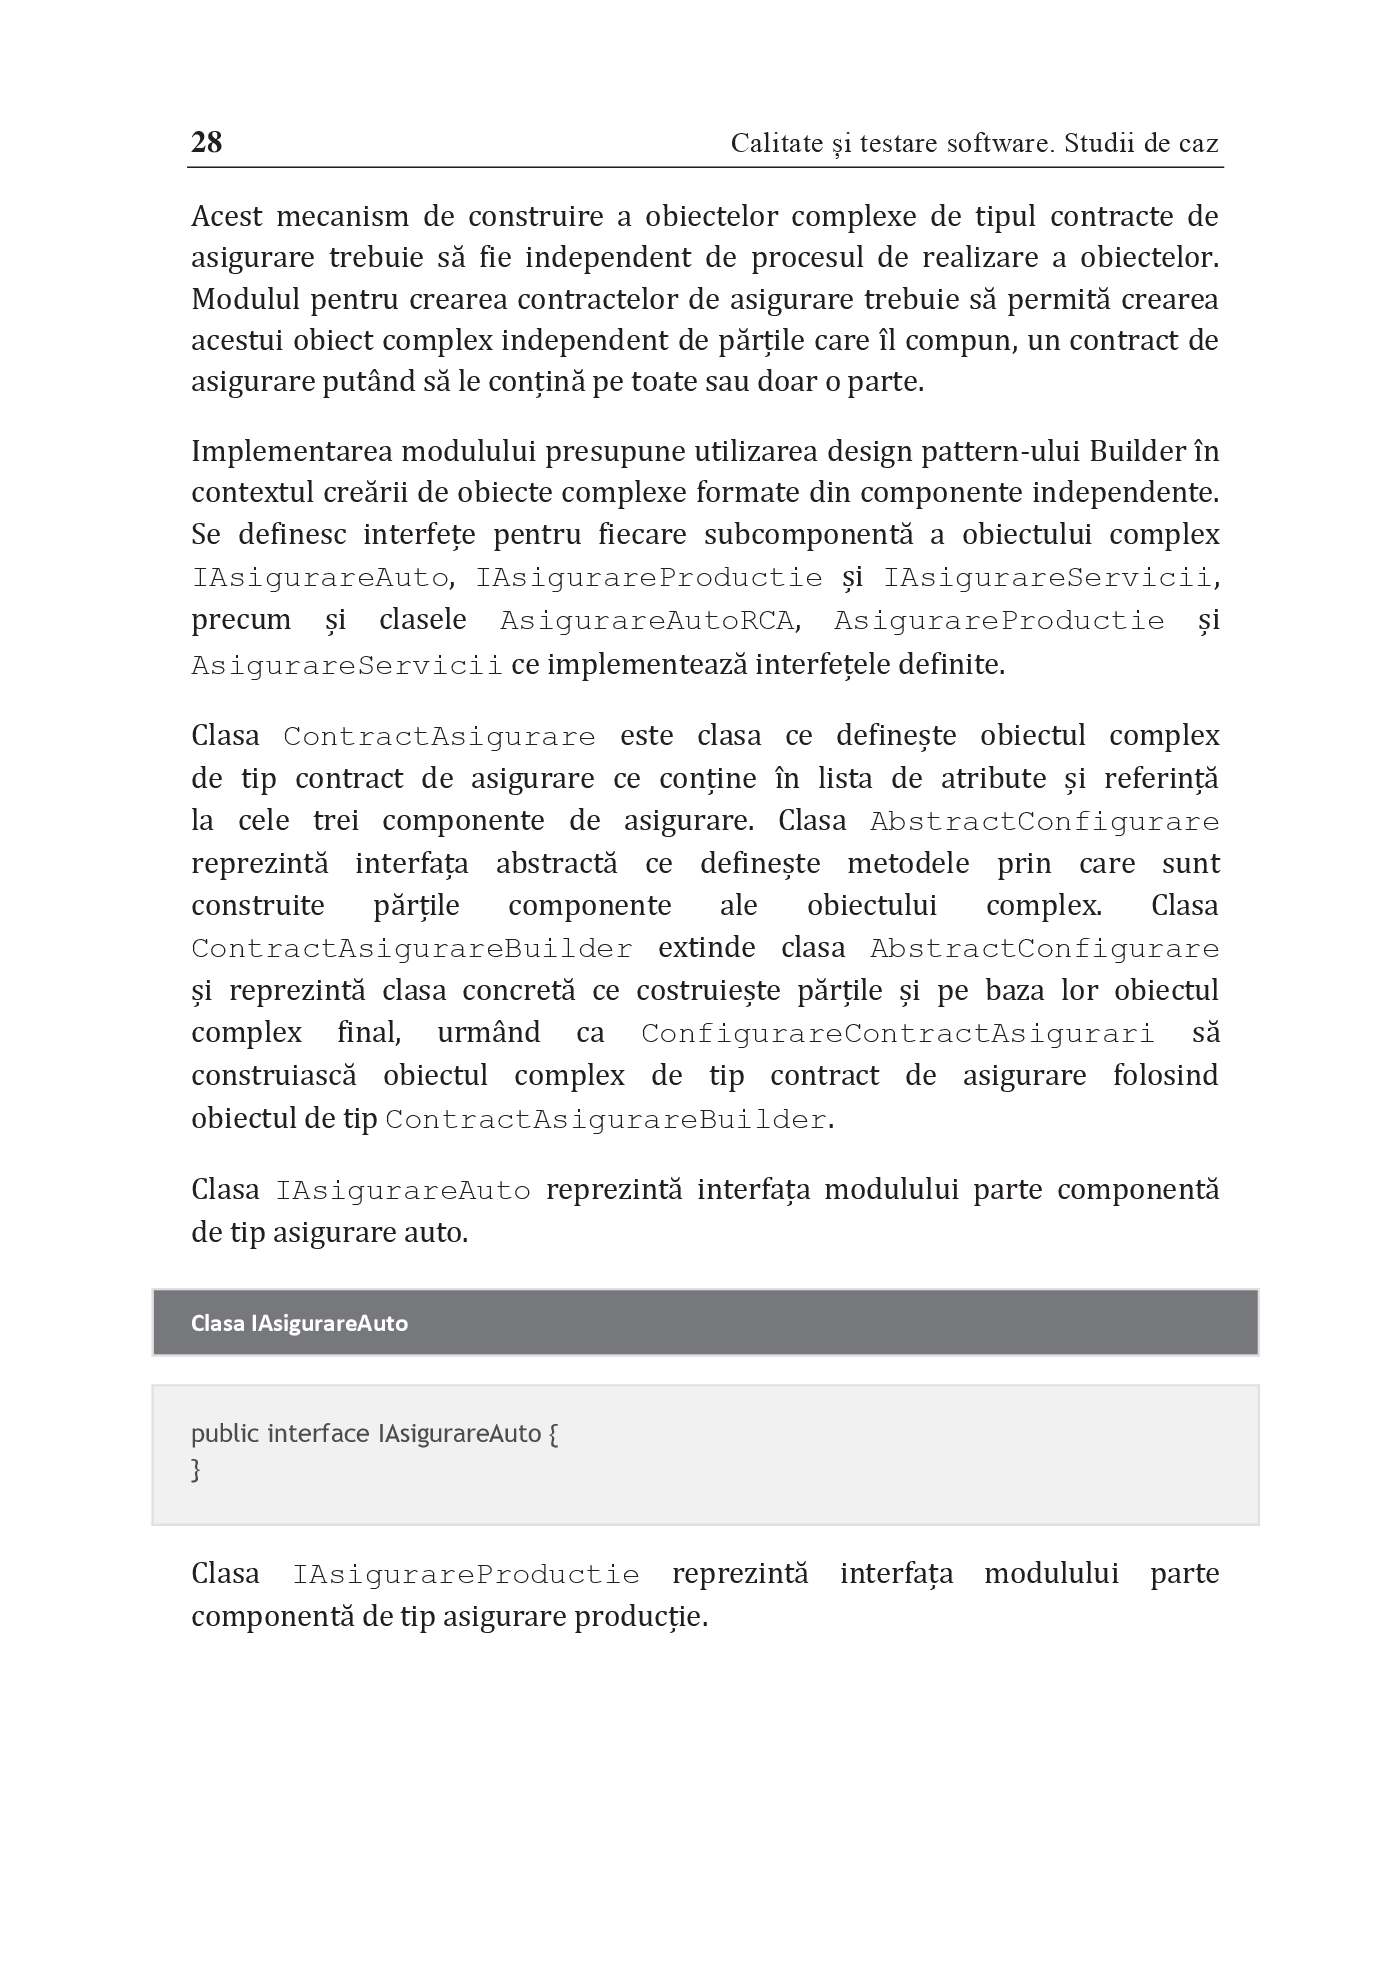 28 Calitate și testare software. Studii de caz
Acest mecanism de construire a obiectelor complexe de tipul contracte de
asigurare trebuie să fie independent de procesul de realizare a obiectelor.
Modulul pentru crearea contractelor de asigurare trebuie să permită crearea
acestui obiect complex independent de părțile care îl compun, un contract de
asigurare putând să le conțină pe toate sau doar o parte.
Implementarea modulului presupune utilizarea design pattern-ului Builder în
contextul creării de obiecte complexe formate din componente independente.
Se definesc interfețe pentru fiecare subcomponentă a obiectului complex
IAsigurareAuto, IAsigurareProductie și IAsigurareServicii,
precum și clasele AsigurareAutoRCA, AsigurareProductie și
AsigurareServicii ce implementează interfețele definite.
Clasa ContractAsigurare este clasa ce definește obiectul complex
de tip contract de asigurare ce conține în lista de atribute și referință
la cele trei componente de asigurare. Clasa AbstractConfigurare
reprezintă interfața abstractă ce definește metodele prin care sunt
construite părțile componente ale obiectului complex. Clasa
ContractAsigurareBuilder extinde clasa AbstractConfigurare
și reprezintă clasa concretă ce costruiește părțile și pe baza lor obiectul
complex final, urmând ca ConfigurareContractAsigurari să
construiască obiectul complex de tip contract de asigurare folosind
obiectul de tip ContractAsigurareBuilder.
Clasa IAsigurareAuto reprezintă interfața modulului parte componentă
de tip asigurare auto.
Clasa IAsigurareAuto
public interface IAsigurareAuto {
}
Clasa IAsigurareProductie reprezintă interfața modulului parte
componentă de tip asigurare producție.